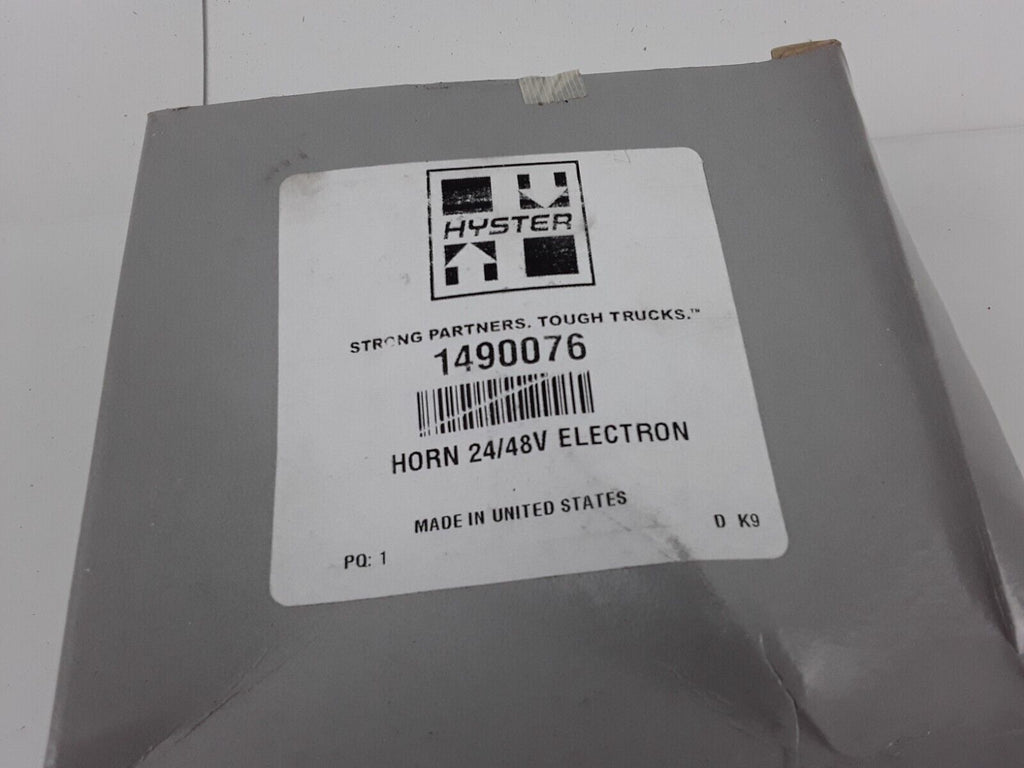 HYSTER
STRONG PARTNERS. TOUGH TRUCKS.™
1490076
HORN 24/48V ELECTRON
MADE IN UNITED STATES
PQ: 1
D K9